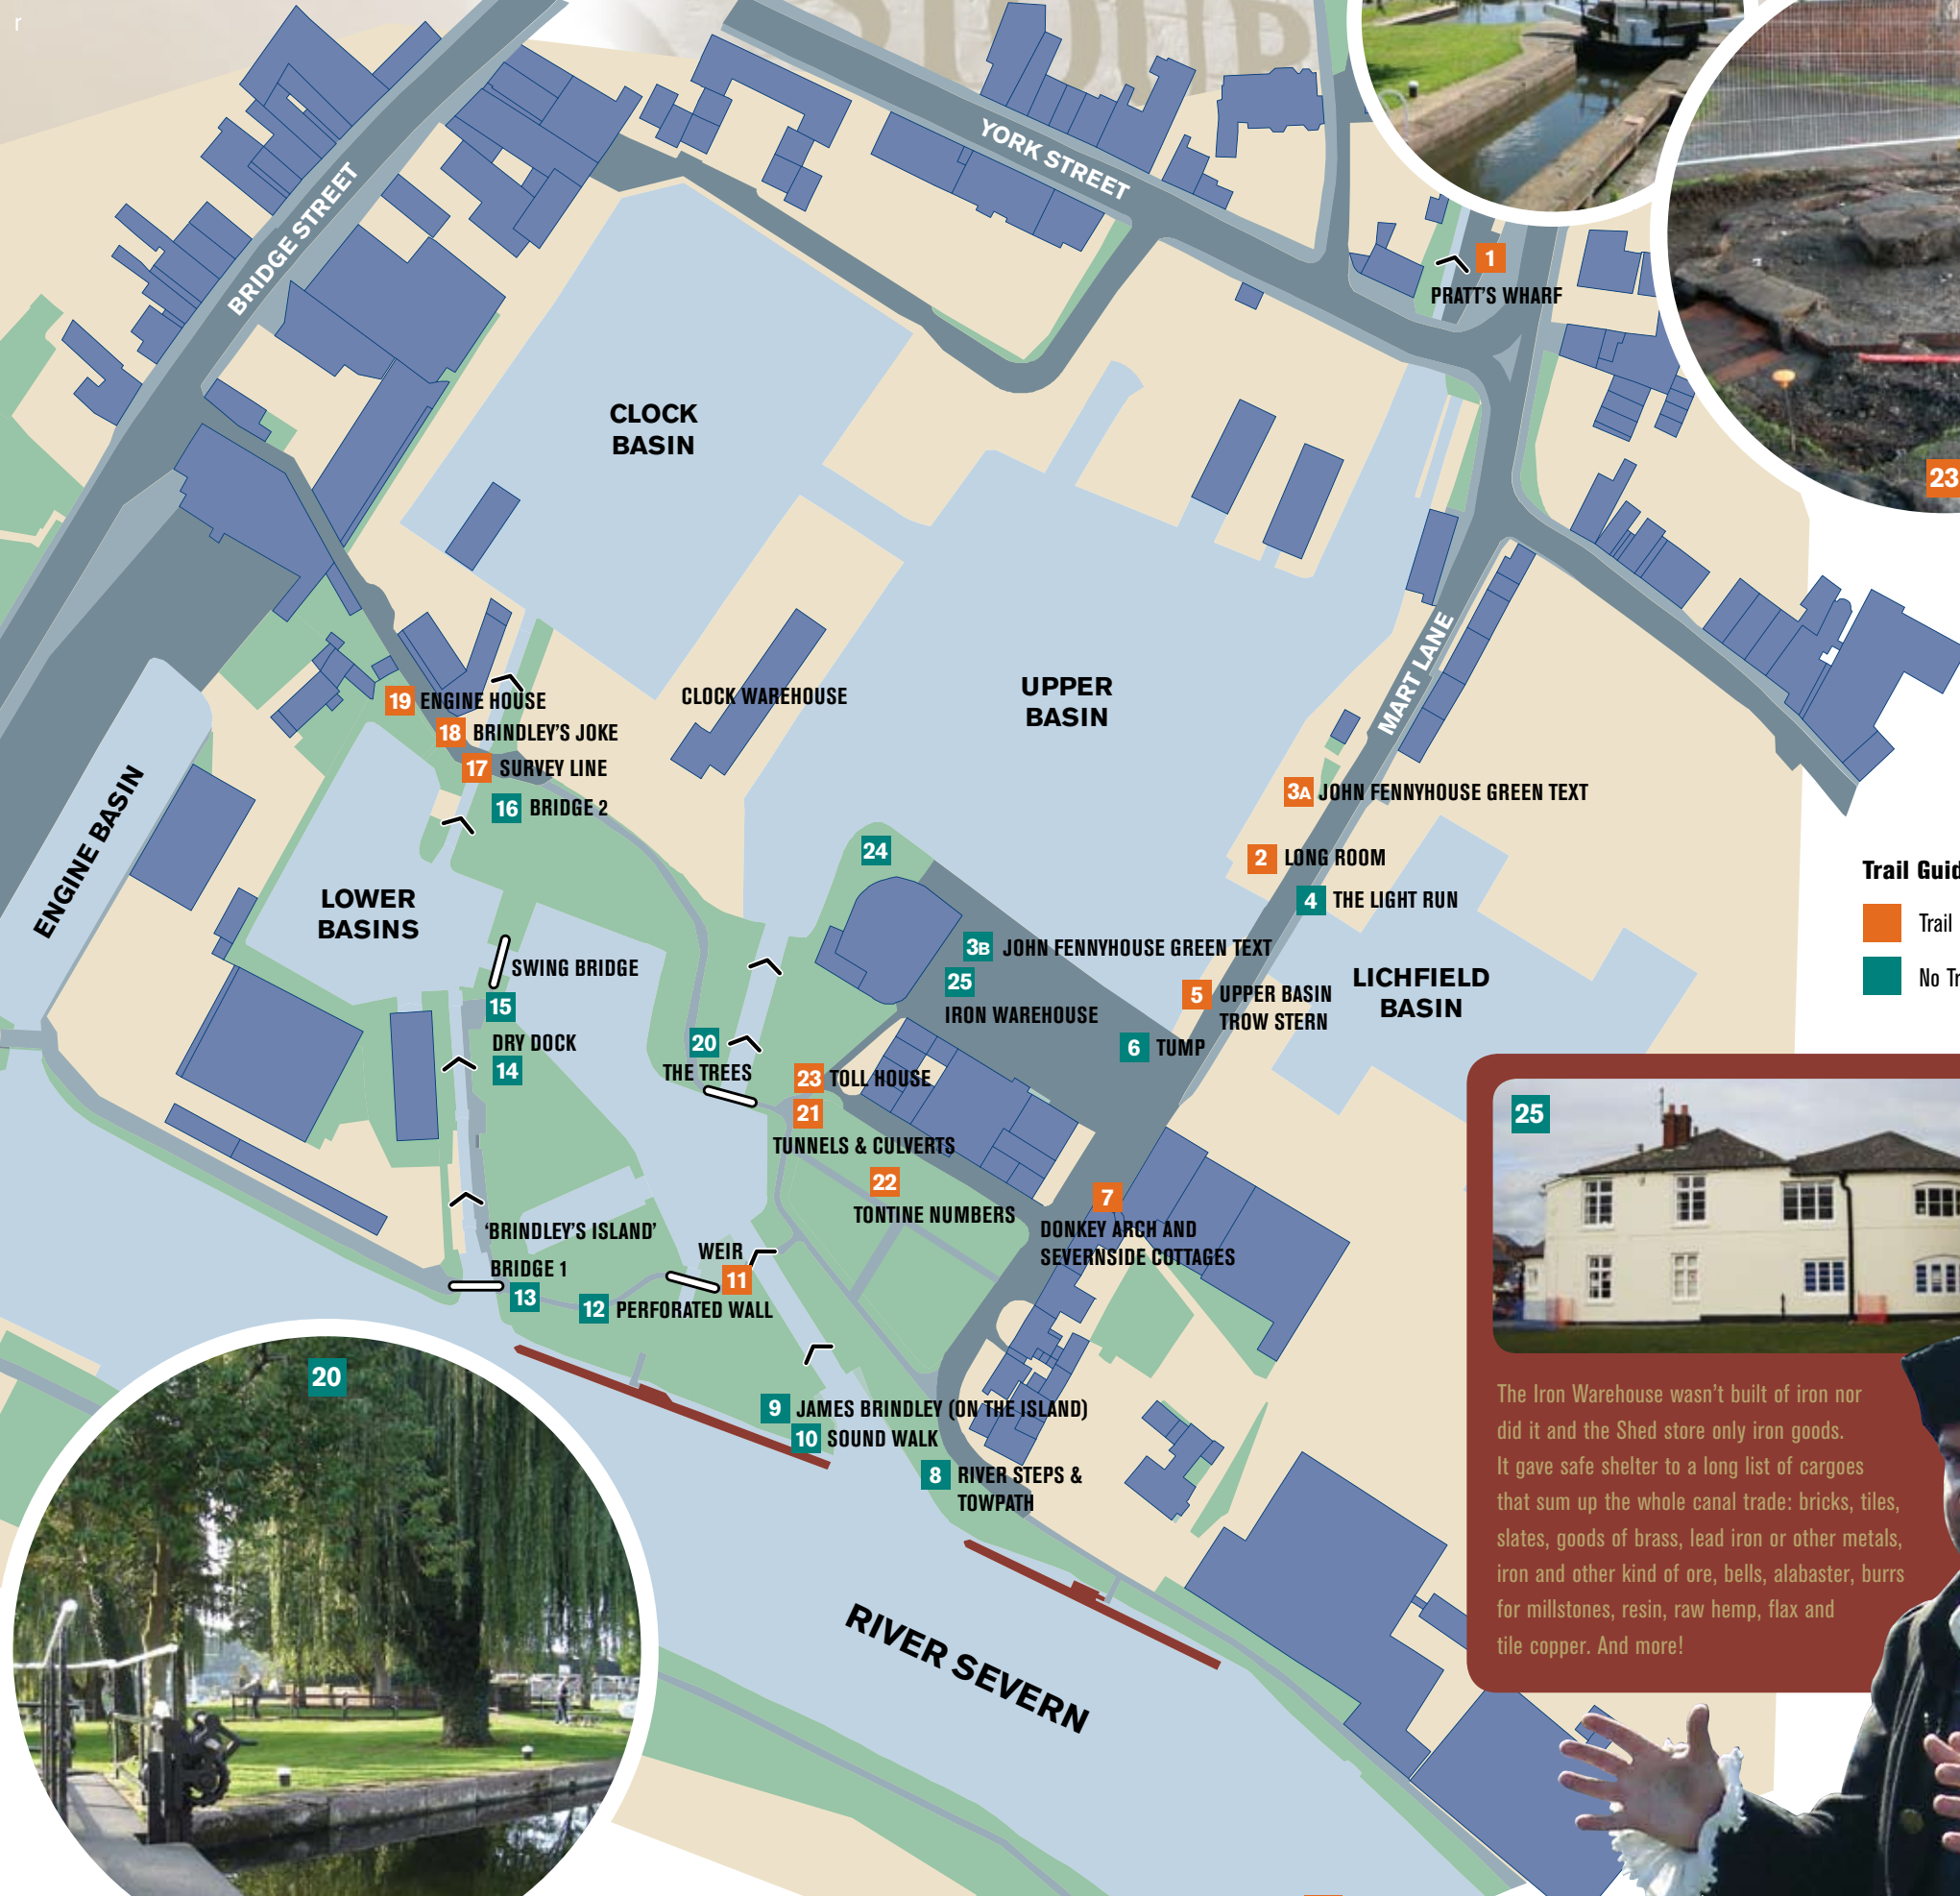 r
BRIDGE STREET
YORK STREET
1
PRATT'S WHARF
23
CLOCK
BASIN
UPPER
BASIN
MART LANE
CLOCK WAREHOUSE
19 ENGINE HOUSE
18 BRINDLEY'S JOKE
17 SURVEY LINE
16 BRIDGE 2
ENGINE BASIN
LOWER
BASINS
3A JOHN FENNYHOUSE GREEN TEXT
2 LONG ROOM
4 THE LIGHT RUN
24
3B JOHN FENNYHOUSE GREEN TEXT
25
IRON WAREHOUSE
5 UPPER BASIN
TROW STERN
LICHFIELD
BASIN
6 TUMP
SWING BRIDGE
15
DRY DOCK
14
20
THE TREES
23 TOLL HOUSE
21
TUNNELS & CULVERTS
22
TONTINE NUMBERS
7
DONKEY ARCH AND
SEVERNSIDE COTTAGES
'BRINDLEY'S ISLAND'
BRIDGE 1
13
WEIR
11
12 PERFORATED WALL
9 JAMES BRINDLEY (ON THE ISLAND)
10 SOUND WALK
8 RIVER STEPS &
TOWPATH
RIVER SEVERN
20
Trail
No
25
The Iron Warehouse wasn't built of iron nor
did it and the Shed store only iron goods.
It gave safe shelter to a long list of cargoes
that sum up the whole canal trade: bricks, tiles,
slates, goods of brass, lead iron or other metals,
iron and other kind of ore, bells, alabaster, burrs
for millstones, resin, raw hemp, flax and
tile copper. And more!